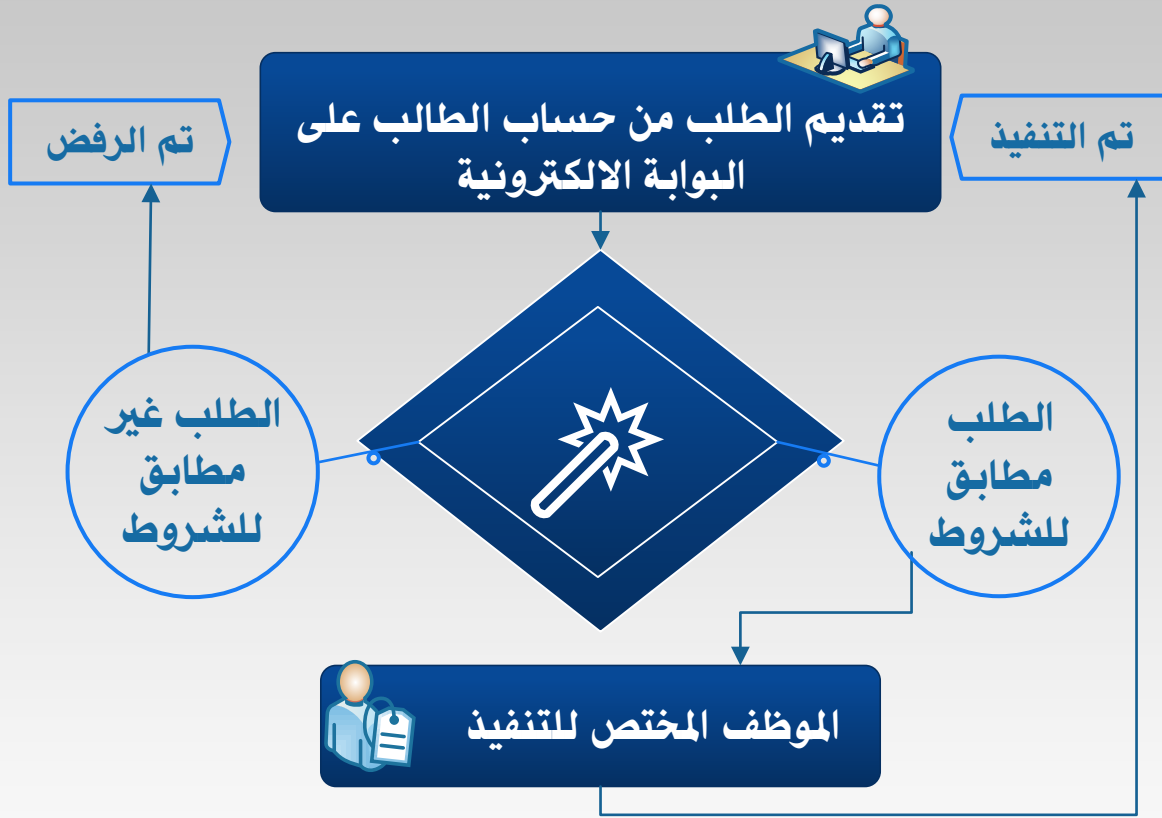 تقديم الطلب من حساب الطالب على
البوابة الالكترونية
تم التنفيذ
تم الرفض
الطلب
مطابق
للشروط
الطلب غير
مطابق
للشروط
الموظف المختص للتنفيذ